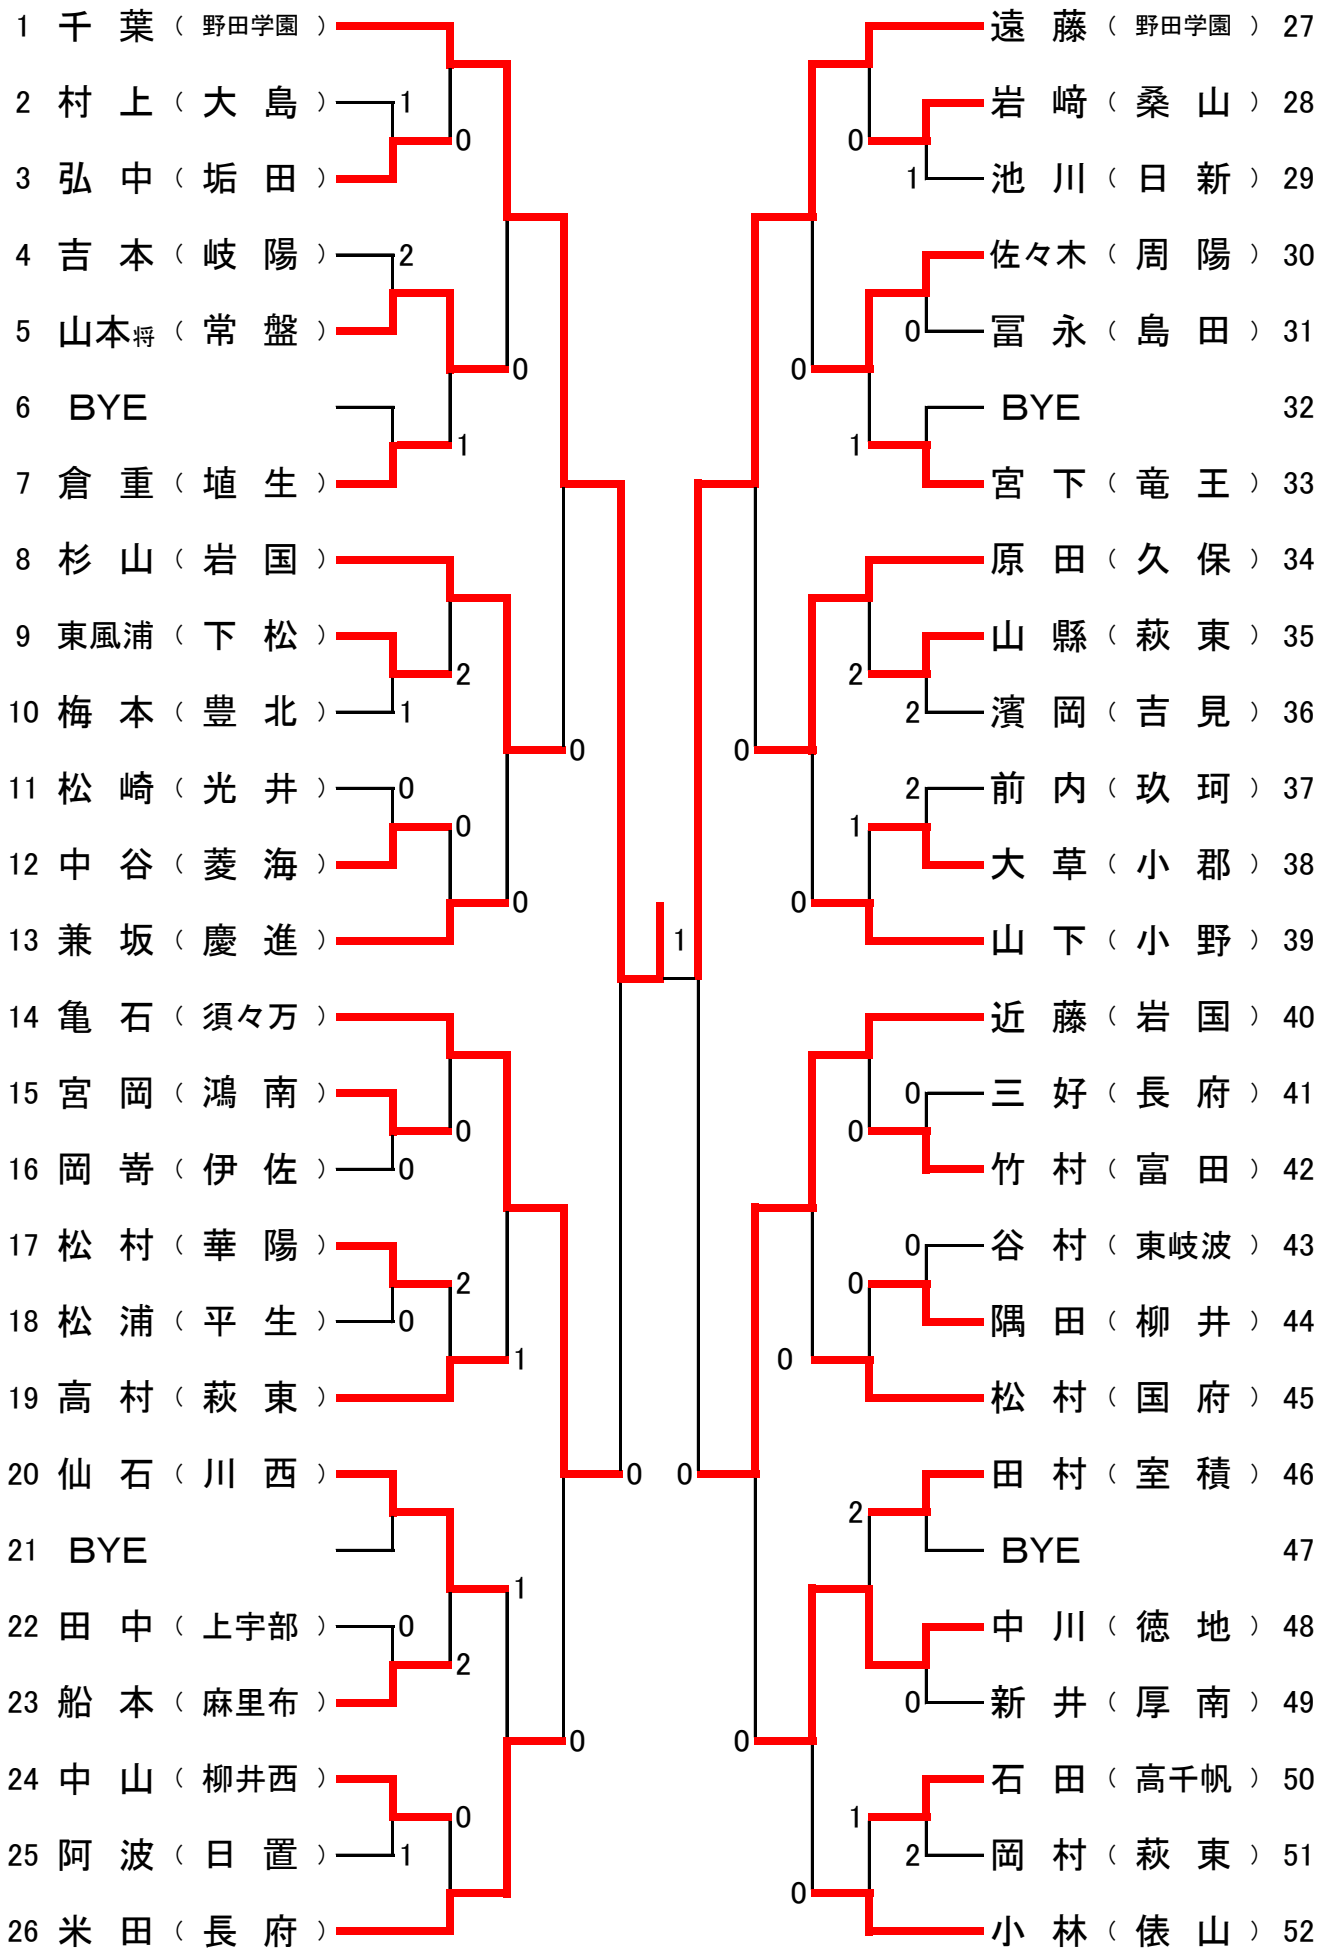 1 千葉 （ 野田学園 ）
2 村上 （ 大島 ） 1
0
3 弘中 （ 垢田 ）
4 吉本 （ 岐陽 ） 2
5 山本将 （ 常盤 ）
0
6 BYE
1
7 倉重 （ 埴生 ）
8 杉山 （ 岩国 ）
9 東風浦 （ 下松 ）
2
10 梅本 （ 豊北 ） 1
0
11 松崎 （ 光井 ） 0
0
12 中谷 （ 菱海 ）
0
13 兼坂 （ 慶進 ）
1
14 亀石 （ 須々万 ）
15 宮岡 （ 鴻南 ）
0
16 岡嵜 （ 伊佐 ） 0
17 松村 （ 華陽 ）
2
18 松浦 （ 平生 ） 0
1
19 高村 （ 萩東 ）
20 仙石 （ 川西 ）
0
21 BYE
1
22 田中 （ 上宇部 ） 0
2
23 船本 （ 麻里布 ）
0
24 中山 （ 柳井西 ）
0
25 阿波 （ 日置 ） 1
26 米田 （ 長府 ）
遠藤 （ 野田学園 ） 27
岩﨑 （ 桑山 ） 28
0
1 池川 （ 日新 ） 29
佐々木 （ 周陽 ） 30
0 冨永 （ 島田 ） 31
0
BYE 32
1
宮下 （ 竜王 ） 33
原田 （ 久保 ） 34
山縣 （ 萩東 ） 35
2
2 濱岡 （ 吉見 ） 36
0
2 前内 （ 玖珂 ） 37
1
大草 （ 小郡 ） 38
0
山下 （ 小野 ） 39
近藤 （ 岩国 ） 40
0 三好 （ 長府 ） 41
0
竹村 （ 富田 ） 42
0 谷村 （ 東岐波 ） 43
0
隅田 （ 柳井 ） 44
0
松村 （ 国府 ） 45
0
田村 （ 室積 ） 46
2
BYE 47
中川 （ 徳地 ） 48
0 新井 （ 厚南 ） 49
0
石田 （ 高千帆 ） 50
1
2 岡村 （ 萩東 ） 51
0
小林 （ 俵山 ） 52